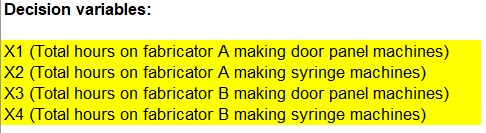 Decision variables:
X1 (Total hours on fabricator A making door panel machines)
X2 (Total hours on fabricator A making syringe machines)
X3 (Total hours on fabricator B making door panel machines)
X4 (Total hours on fabricator B making syringe machines)